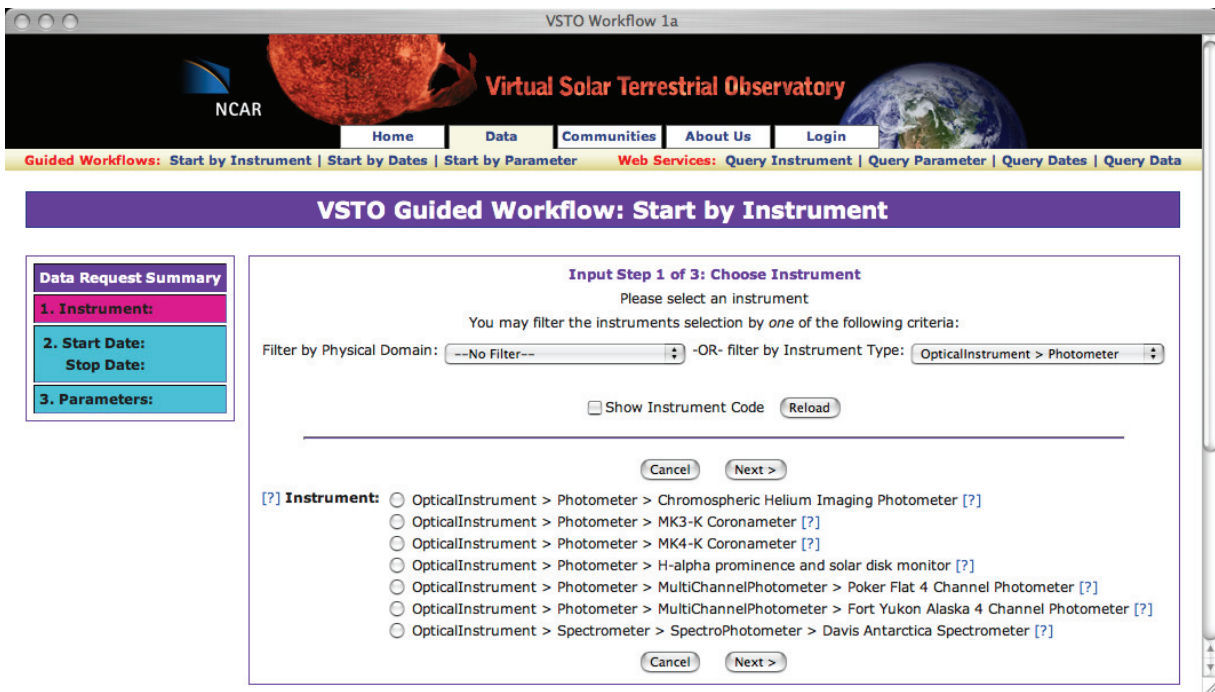 VSTO Workflow 1a
NCAR
Virtual Solar Terrestrial Observatory
Home Data Communities About Us Login
Guided Workflows: Start by Instrument | Start by Dates | Start by Parameter Web Services: Query Instrument | Query Parameter | Query Dates | Query Data
VSTO Guided Workflow: Start by Instrument
Data Request Summary
1. Instrument:
2. Start Date:
Stop Date:
3. Parameters:
Input Step 1 of 3: Choose Instrument
Please select an instrument
You may filter the instruments selection by one of the following criteria:
Filter by Physical Domain: --No Filter-- -OR- filter by Instrument Type: OpticalInstrument > Photometer
Show Instrument Code Reload
Cancel Next >
[?] Instrument: OpticalInstrument > Photometer > Chromospheric Helium Imaging Photometer [?]
OpticalInstrument > Photometer > MK3-K Coronameter [?]
OpticalInstrument > Photometer > MK4-K Coronameter [?]
OpticalInstrument > Photometer > H-alpha prominence and solar disk monitor [?]
OpticalInstrument > Photometer > MultiChannelPhotometer > Poker Flat 4 Channel Photometer [?]
OpticalInstrument > Photometer > MultiChannelPhotometer > Fort Yukon Alaska 4 Channel Photometer [?]
OpticalInstrument > Spectrometer > SpectroPhotometer > Davis Antarctica Spectrometer [?]
Cancel Next >